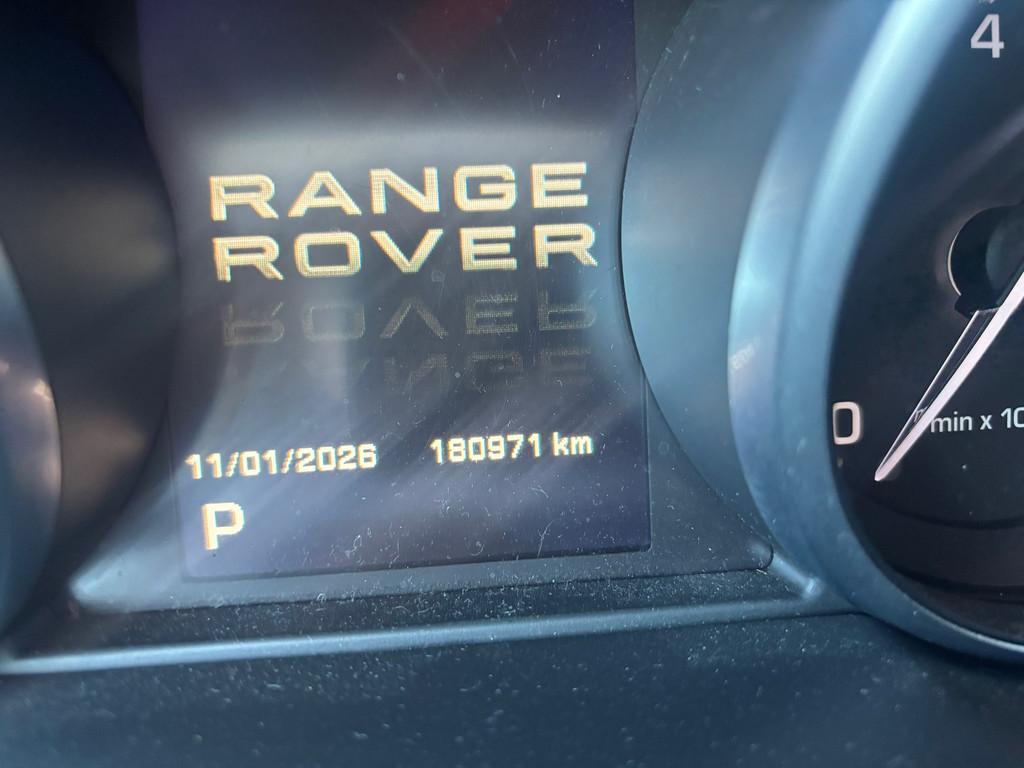 4
RANGE
ROVER
11/01/2026 180971 km
P
0
min x 10